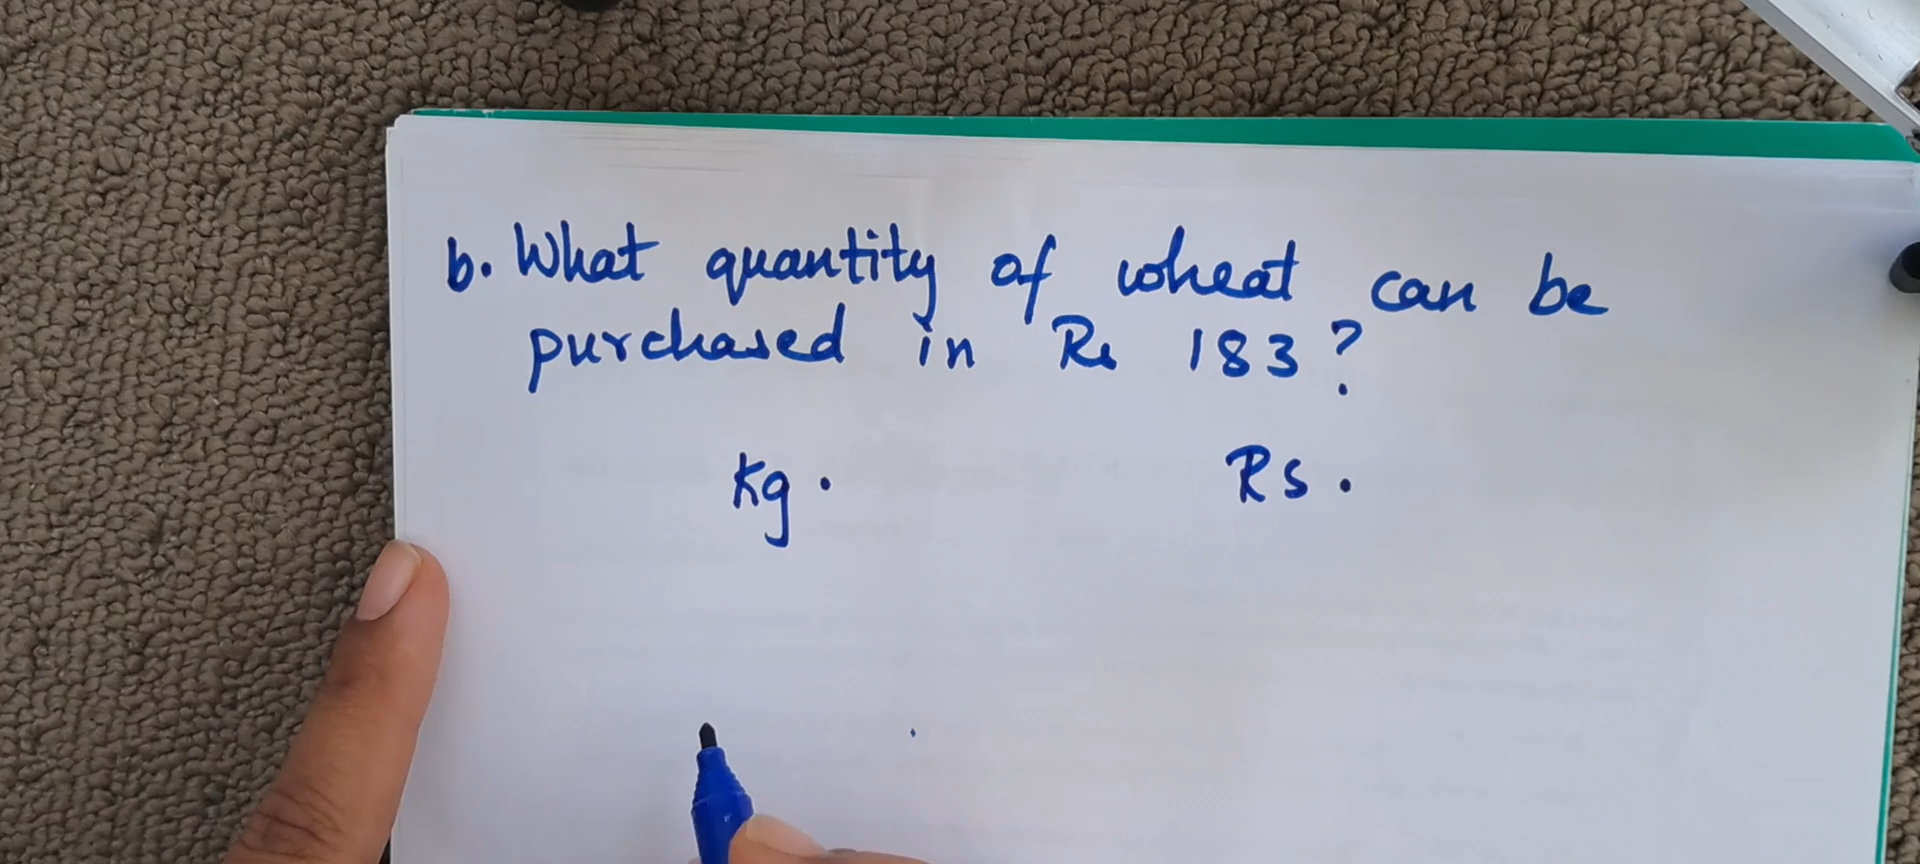 b. What quantity of wheat can be
purchased in Rs 183?
Kg. Rs.